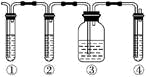 ① ② ③ ④